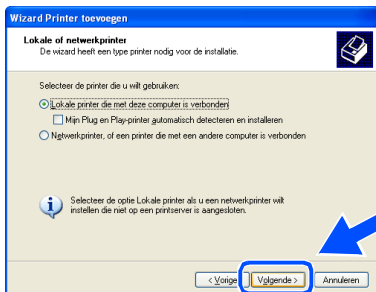 Wizard Printer toevoegen
Lokale of netwerkprinter
De wizard heeft een type printer nodig voor de installatie.
Selecteer de printer die u wilt gebruiken:
Lokale printer die met deze computer is verbonden
Mijn Plug en Play-printer automatisch detecteren en installeren
Netwerkprinter, of een printer die met een andere computer is verbonden
Selecteer de optie Lokale printer als u een netwerkprinter wilt
instellen die niet op een printserver is aangesloten.
< Vorige
Volgende >
Annuleren